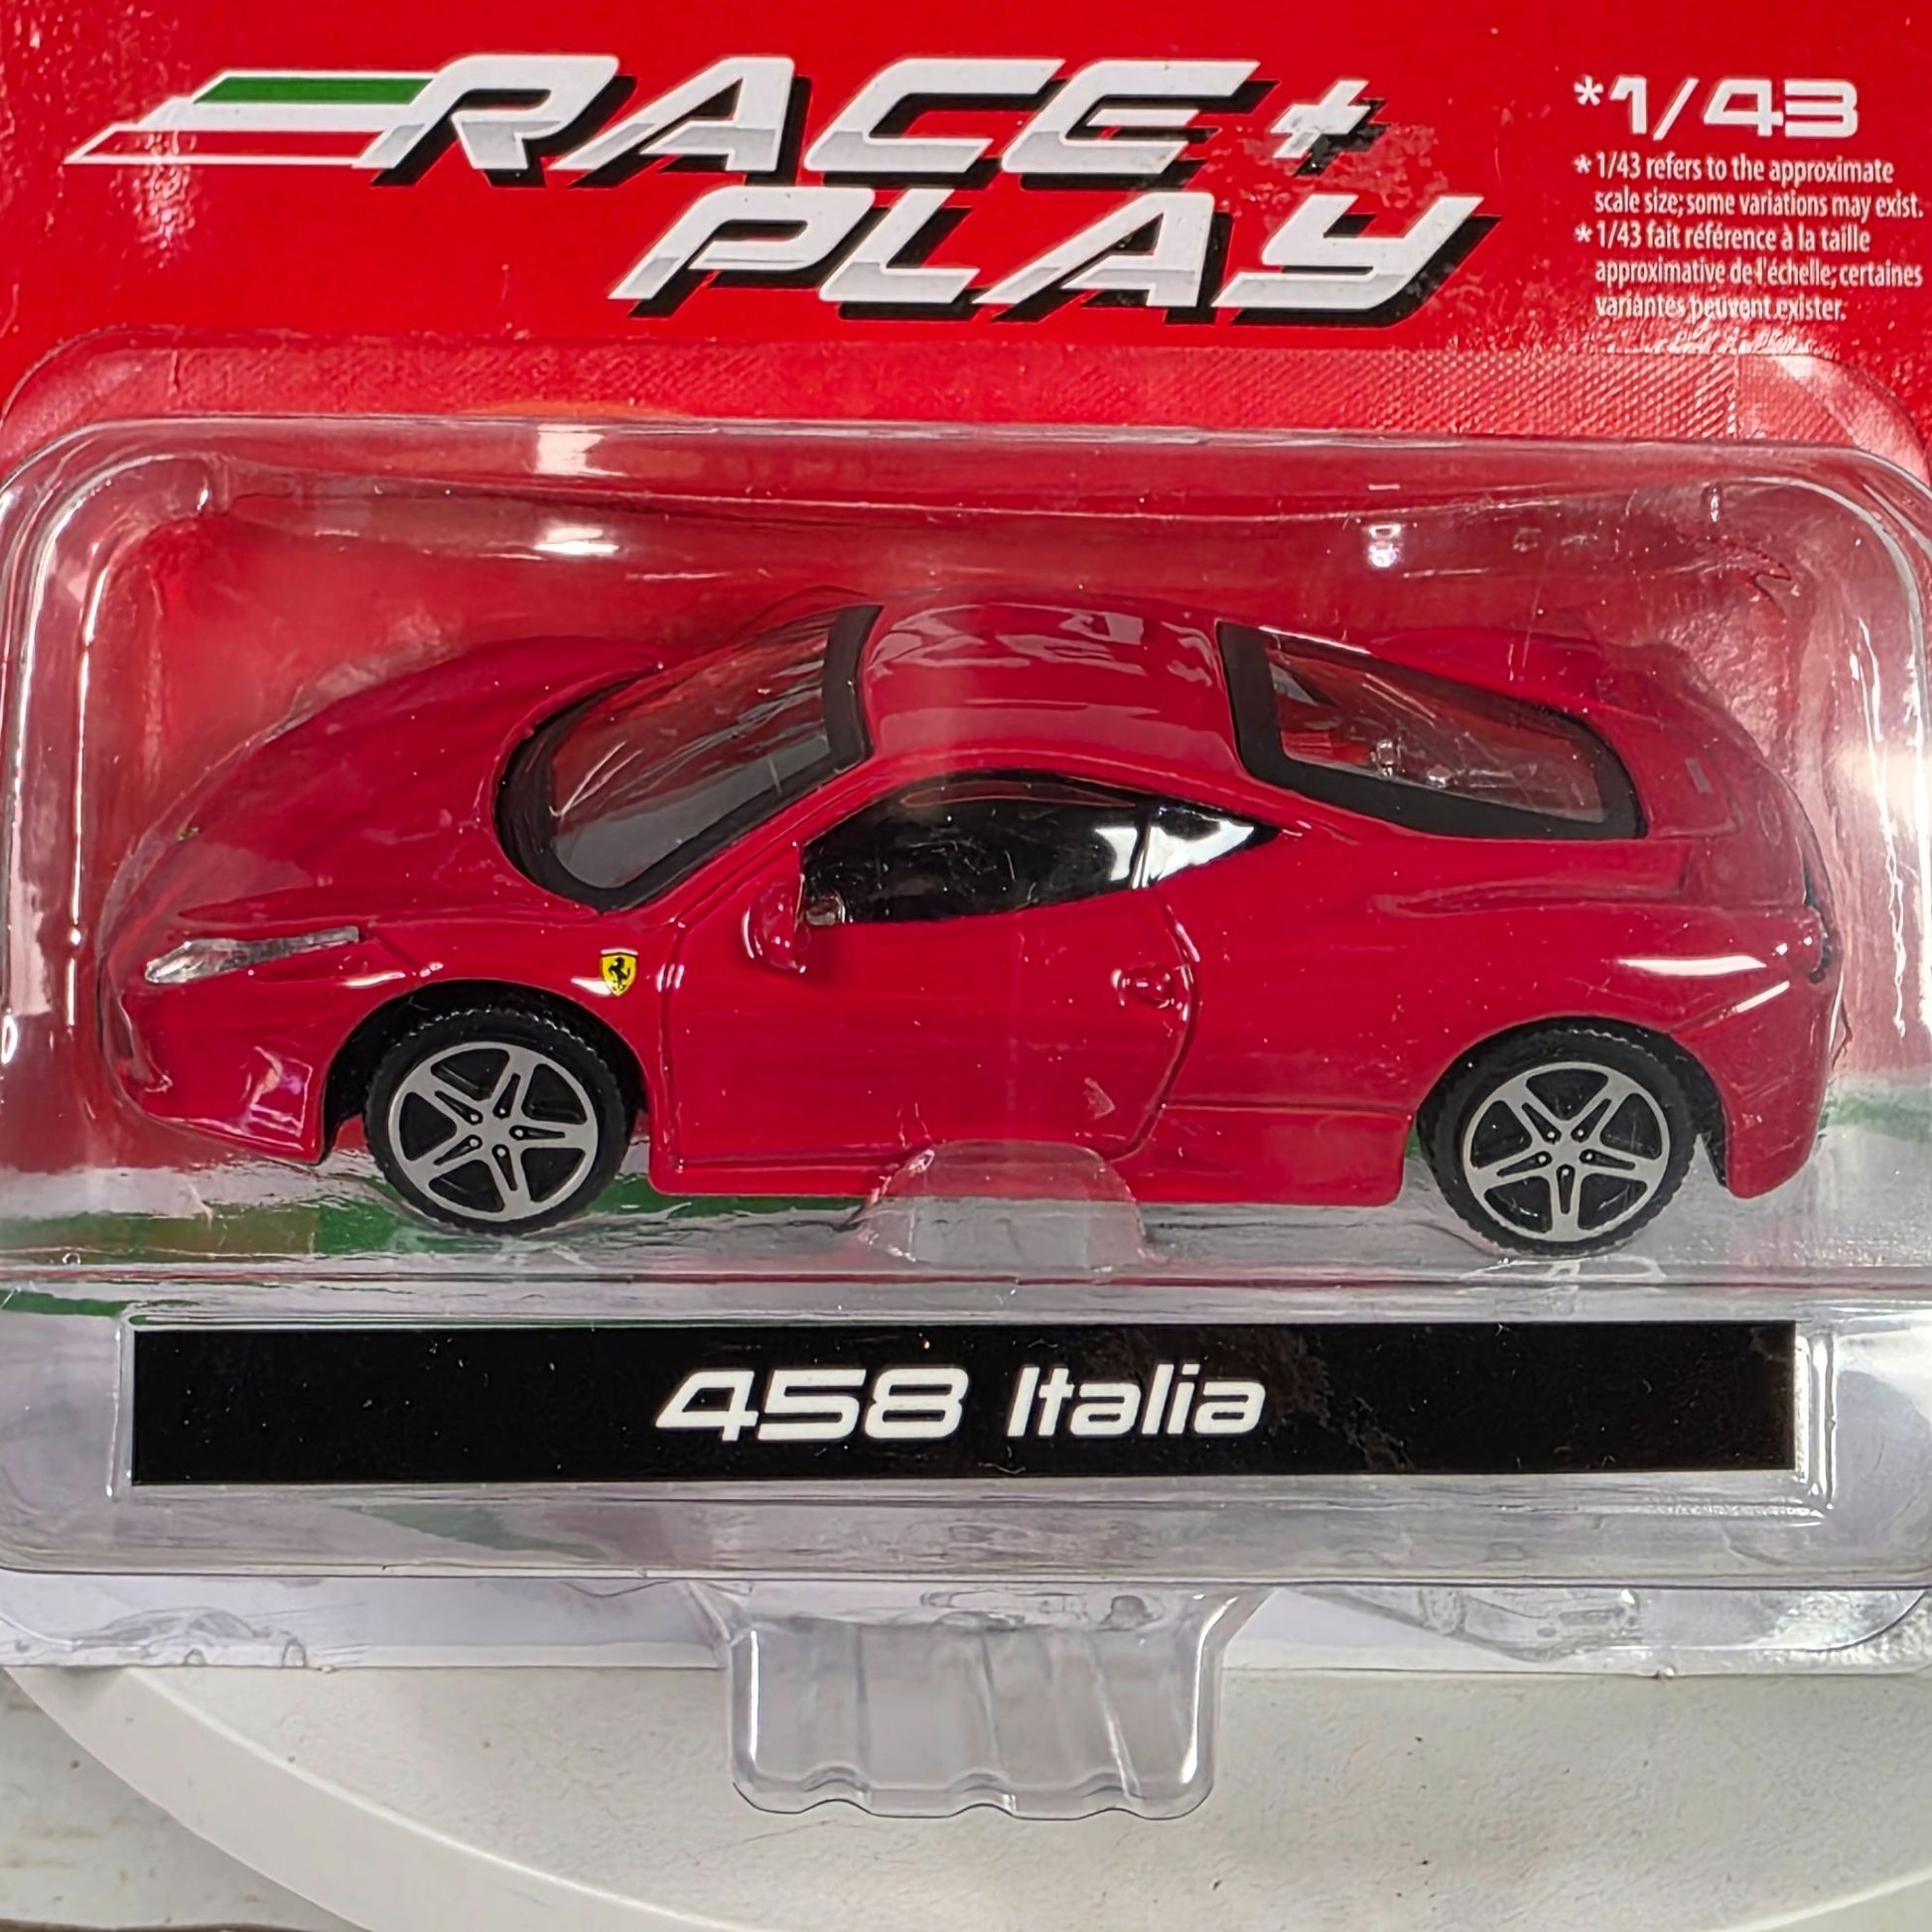 RACE +
PLAY
*1/43
* 1/43 refers to the approximate
scale size; some variations may exist.
* 1/43 fait référence à la taille
approximative de l'échelle; certaines
variantes peuvent exister.
458 Italia